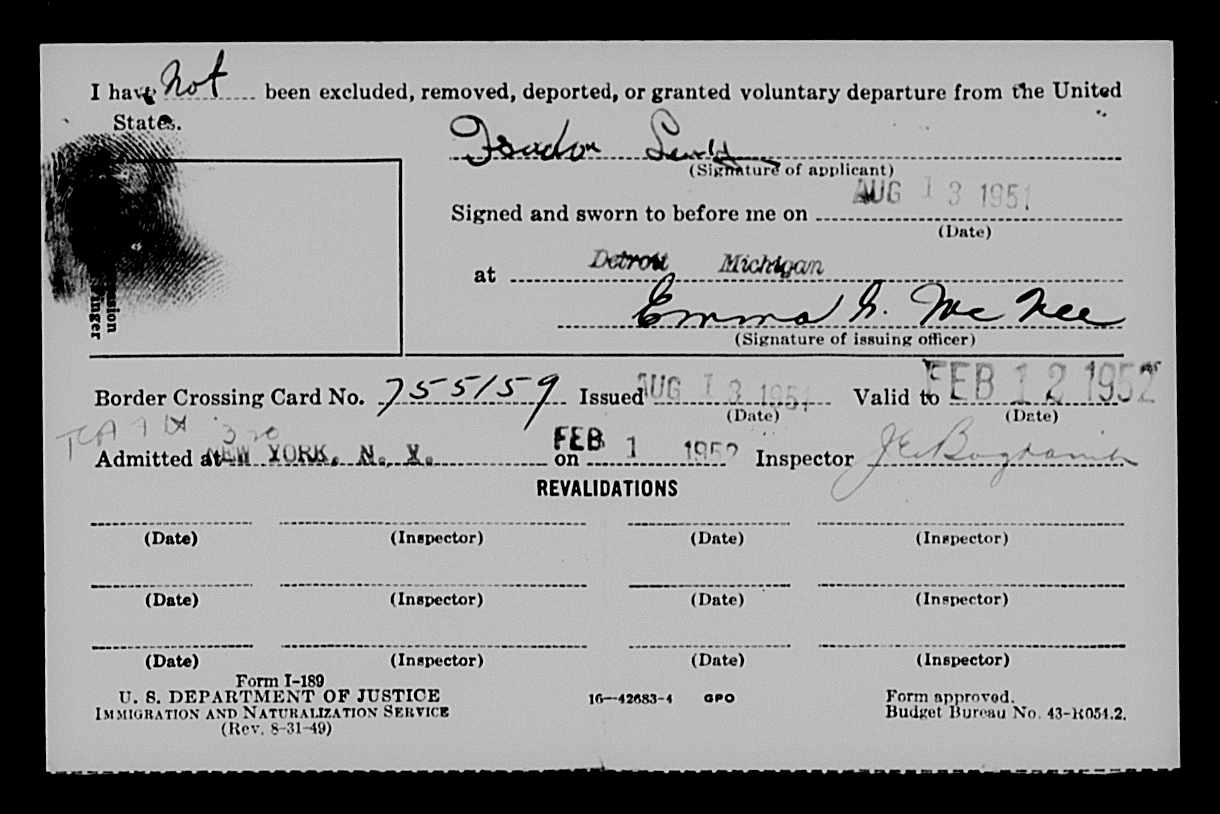 I have not been excluded, removed, deported, or granted voluntary departure from the United
States.
(Signature of applicant)
AUG 13 1951
Signed and sworn to before me on
(Date)
at Detroit Michigan
Emma G. McNee
(Signature of issuing officer)
Finger
Border Crossing Card No. 755159 Issued AUG 13 1951 Valid to FEB 12 1952
(Date) (Date)
Admitted at NEW YORK, N. Y. on FEB 1 1952 Inspector
REVALIDATIONS
(Date) (Inspector) (Date) (Inspector)
(Date) (Inspector) (Date) (Inspector)
(Date) (Inspector) (Date) (Inspector)
Form I-189
U. S. DEPARTMENT OF JUSTICE
IMMIGRATION AND NATURALIZATION SERVICE
(Rev. 8-31-49)
16—42683-4 GPO
Form approved.
Budget Bureau No. 43-R051.2.